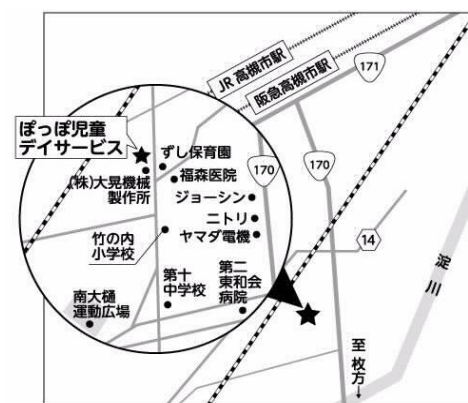 JR 高槻市駅
阪急高槻市駅
171
ぽっぽ児童
デイサービス
ずし保育園
福森医院
(株)大晃機械
製作所
170
170
ジョーシン
ニトリ
ヤマダ電機
竹の内
小学校
14
淀川
第十
中学校
第二
東和会
病院
南大樋
運動広場
至 枚方